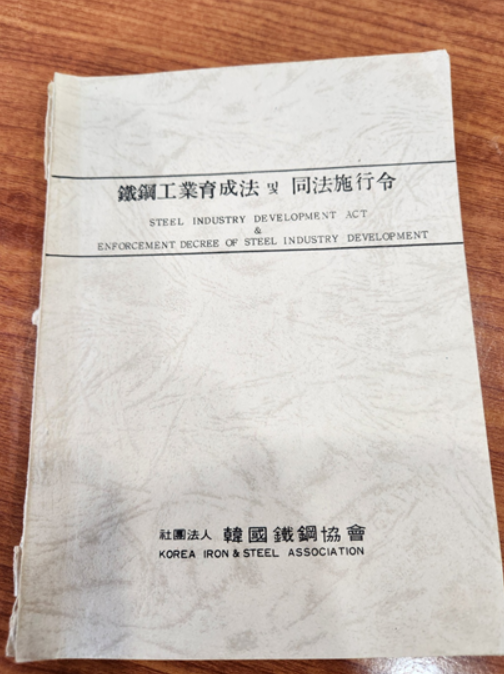 鐵鋼工業育成法 및 同法施行令
STEEL INDUSTRY DEVELOPMENT ACT
&
ENFORCEMENT DECREE OF STEEL INDUSTRY DEVELOPMENT
社團法人 韓國鐵鋼協會
KOREA IRON & STEEL ASSOCIATION